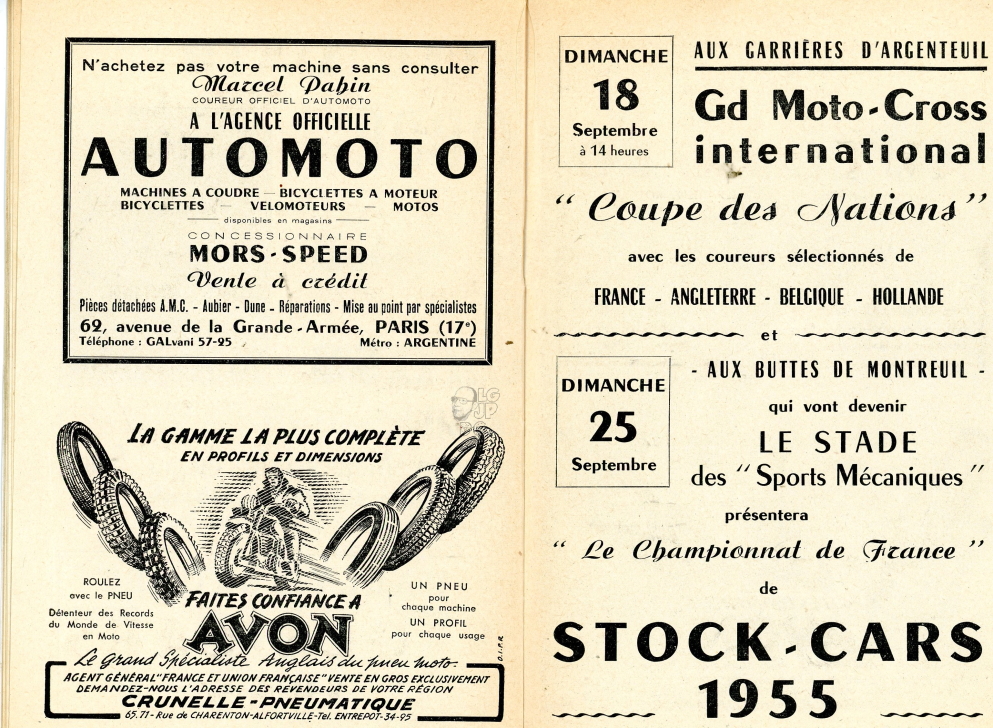 N'achetez pas votre machine sans consulter
Marcel Pahin
COUREUR OFFICIEL D'AUTOMOTO
A L'AGENCE OFFICIELLE
AUTOMOTO
MACHINES A COUDRE — BICYCLETTES A MOTEUR
BICYCLETTES — VELOMOTEURS — MOTOS
disponibles en magasins
CONCESSIONNAIRE
MORS-SPEED
Vente à crédit
Pièces détachées A.M.C. - Aubier - Dune - Réparations - Mise au point par spécialistes
62, avenue de la Grande-Armée, PARIS (17e)
Téléphone : GALvani 57-25 Métro : ARGENTINE
LG
JP
LA GAMME LA PLUS COMPLÈTE
EN PROFILS ET DIMENSIONS
ROULEZ
avec le PNEU
Détenteur des Records
du Monde de Vitesse
en Moto
UN PNEU
pour
chaque machine
UN PROFIL
pour chaque usage
FAITES CONFIANCE A
AVON
Le grand Spécialiste Anglais du pneu moto.
O.I.P.R.
AGENT GÉNÉRAL "FRANCE ET UNION FRANÇAISE" VENTE EN GROS EXCLUSIVEMENT
DEMANDEZ-NOUS L'ADRESSE DES REVENDEURS DE VOTRE RÉGION
CRUNELLE-PNEUMATIQUE
65.71 - Rue de CHARENTON-ALFORTVILLE-Tel. ENTREPOT-34-95
DIMANCHE
18
Septembre
à 14 heures
AUX CARRIÈRES D'ARGENTEUIL
Gd Moto-Cross
international
" Coupe des Nations "
avec les coureurs sélectionnés de
FRANCE - ANGLETERRE - BELGIQUE - HOLLANDE
et
DIMANCHE
25
Septembre
- AUX BUTTES DE MONTREUIL -
qui vont devenir
LE STADE
des " Sports Mécaniques "
présentera
" Le Championnat de France "
de
STOCK-CARS
1955